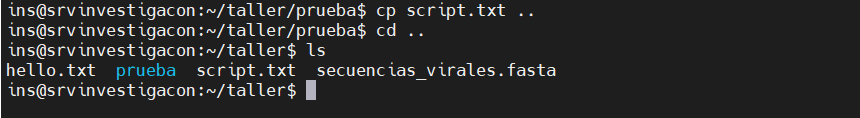 ins@srvinvestigacon:~/taller/prueba$ cp script.txt ..
ins@srvinvestigacon:~/taller/prueba$ cd ..
ins@srvinvestigacon:~/taller$ ls
hello.txt  prueba  script.txt  secuencias_virales.fasta
ins@srvinvestigacon:~/taller$